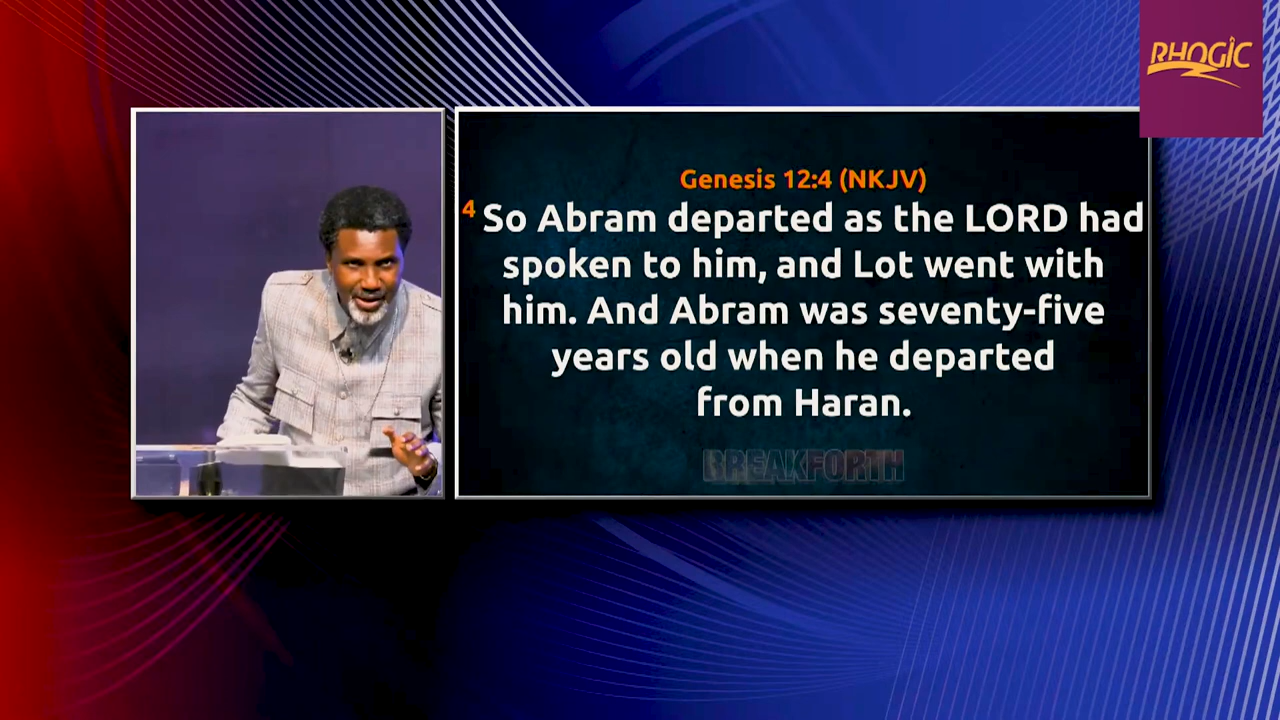 RHOGIC
Genesis 12:4 (NKJV)
4 So Abram departed as the LORD had
spoken to him, and Lot went with
him. And Abram was seventy-five
years old when he departed
from Haran.
BREAKFORTH